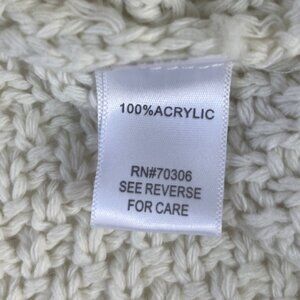 100%ACRYLIC
RN#70306
SEE REVERSE
FOR CARE